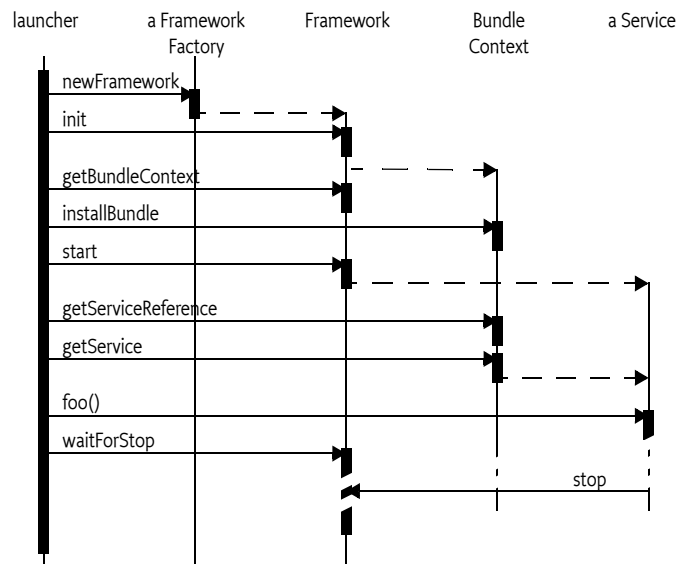 launcher
a Framework
Factory
Framework
Bundle
Context
a Service
newFramework
init
getBundleContext
installBundle
start
getServiceReference
getService
foo()
waitForStop
stop